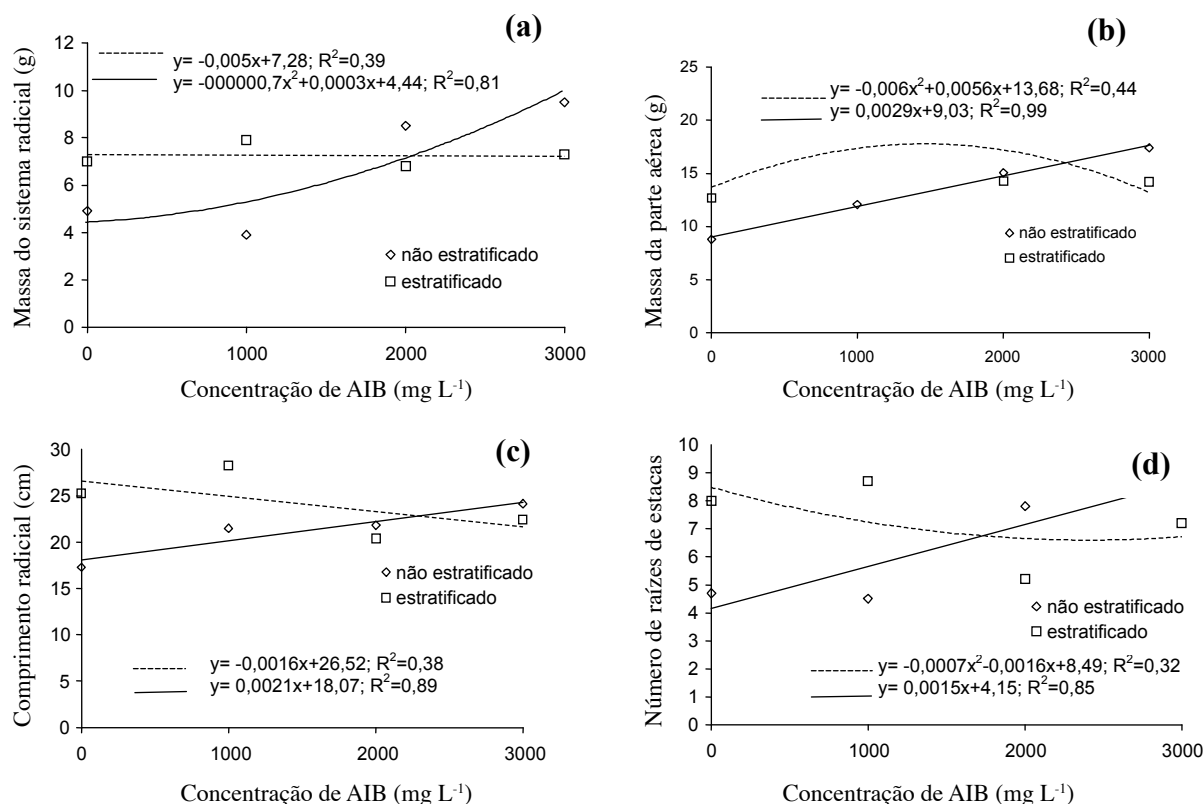 (a)
y= -0,005x+7,28; R²=0,39
y= -000000,7x²+0,0003x+4,44; R²=0,81
Massa do sistema radicial (g)
12
10
8
6
4
2
0
não estratificado
estratificado
0 1000 2000 3000
Concentração de AIB (mg L⁻¹)
(b)
y= -0,006x²+0,0056x+13,68; R²=0,44
y= 0,0029x+9,03; R²=0,99
Massa da parte aérea (g)
25
20
15
10
5
0
não estratificado
estratificado
0 1000 2000 3000
Concentração de AIB (mg L⁻¹)
(c)
Comprimento radicial (cm)
30
25
20
15
10
5
0
não estratificado
estratificado
y= -0,0016x+26,52; R²=0,38
y= 0,0021x+18,07; R²=0,89
0 1000 2000 3000
Concentração de AIB (mg L⁻¹)
(d)
Número de raízes de estacas
10
9
8
7
6
5
4
3
2
1
0
não estratificado
estratificado
y= -0,0007x²-0,0016x+8,49; R²=0,32
y= 0,0015x+4,15; R²=0,85
0 1000 2000 3000
Concentração de AIB (mg L⁻¹)